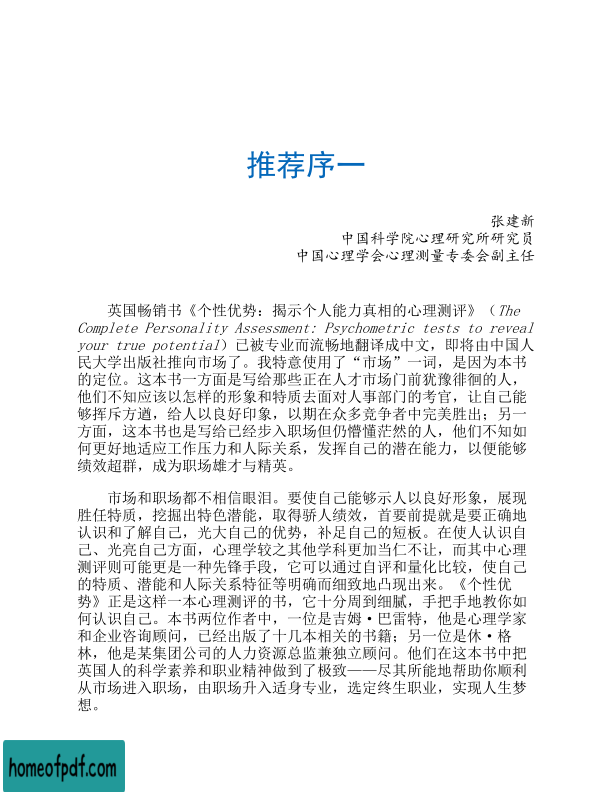 推荐序一
张建新
中国科学院心理研究所研究员
中国心理学会心理测量专委会副主任
英国畅销书《个性优势：揭示个人能力真相的心理测评》（The
Complete Personality Assessment: Psychometric tests to reveal
your true potential）已被专业而流畅地翻译成中文，即将由中国人
民大学出版社推向市场了。我特意使用了“市场”一词，是因为本书
的定位。这本书一方面是写给那些正在人才市场门前犹豫徘徊的人，
他们不知应该以怎样的形象和特质去面对人事部门的考官，让自己能
够挥斥方遒，给人以良好印象，以期在众多竞争者中完美胜出；另一
方面，这本书也是写给已经步入职场但仍懵懂茫然的人，他们不知如
何更好地适应工作压力和人际关系，发挥自己的潜在能力，以便能够
绩效超群，成为职场雄才与精英。
市场和职场都不相信眼泪。要使自己能够示人以良好形象，展现
胜任特质，挖掘出特色潜能，取得骄人绩效，首要前提就是要正确地
认识和了解自己，光大自己的优势，补足自己的短板。在使人认识自
己、光亮自己方面，心理学较之其他学科更加当仁不让，而其中心理
测评则可能更是一种先锋手段，它可以通过自评和量化比较，使自己
的特质、潜能和人际关系特征等明确而细致地凸现出来。《个性优
势》正是这样一本心理测评的书，它十分周到细腻，手把手地教你如
何认识自己。本书两位作者中，一位是吉姆·巴雷特，他是心理学家
和企业咨询顾问，已经出版了十几本相关的书籍；另一位是休·格
林，他是某集团公司的人力资源总监兼独立顾问。他们在这本书中把
英国人的科学素养和职业精神做到了极致——尽其所能地帮助你顺利
从市场进入职场，由职场升入适身专业，选定终生职业，实现人生梦
想。
homeofpdf.com